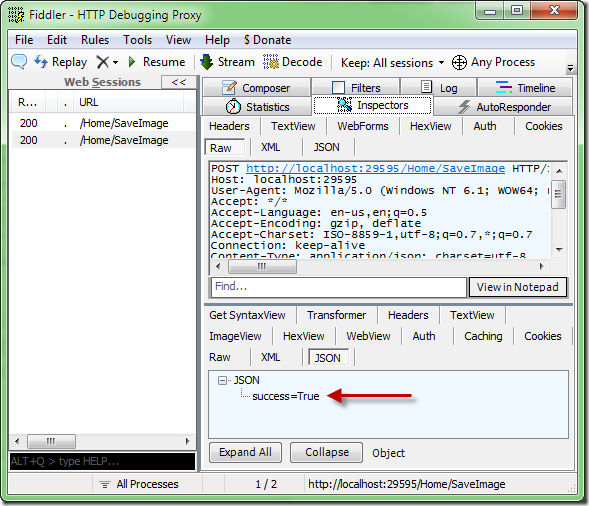 Fiddler - HTTP Debugging Proxy
File Edit Rules Tools View Help $ Donate
Replay Resume Stream Decode Keep: All sessions Any Process
Web Sessions <<
R... . URL
200 . /Home/SaveImage
200 . /Home/SaveImage
Composer Filters Log Timeline
Statistics Inspectors AutoResponder
Headers TextView WebForms HexView Auth Cookies
Raw XML JSON
POST http://localhost:29595/Home/SaveImage HTTP/
Host: localhost:29595
User-Agent: Mozilla/5.0 (Windows NT 6.1; WOW64;
Accept: */*
Accept-Language: en-us,en;q=0.5
Accept-Encoding: gzip, deflate
Accept-Charset: ISO-8859-1,utf-8;q=0.7,*;q=0.7
Connection: keep-alive
Content-Type: application/json; charset=utf-8
Find... View in Notepad
Get SyntaxView Transformer Headers TextView
ImageView HexView WebView Auth Caching Cookies
Raw XML JSON
JSON
success=True
Expand All Collapse Object
ALT+Q > type HELP...
All Processes 1 / 2 http://localhost:29595/Home/SaveImage